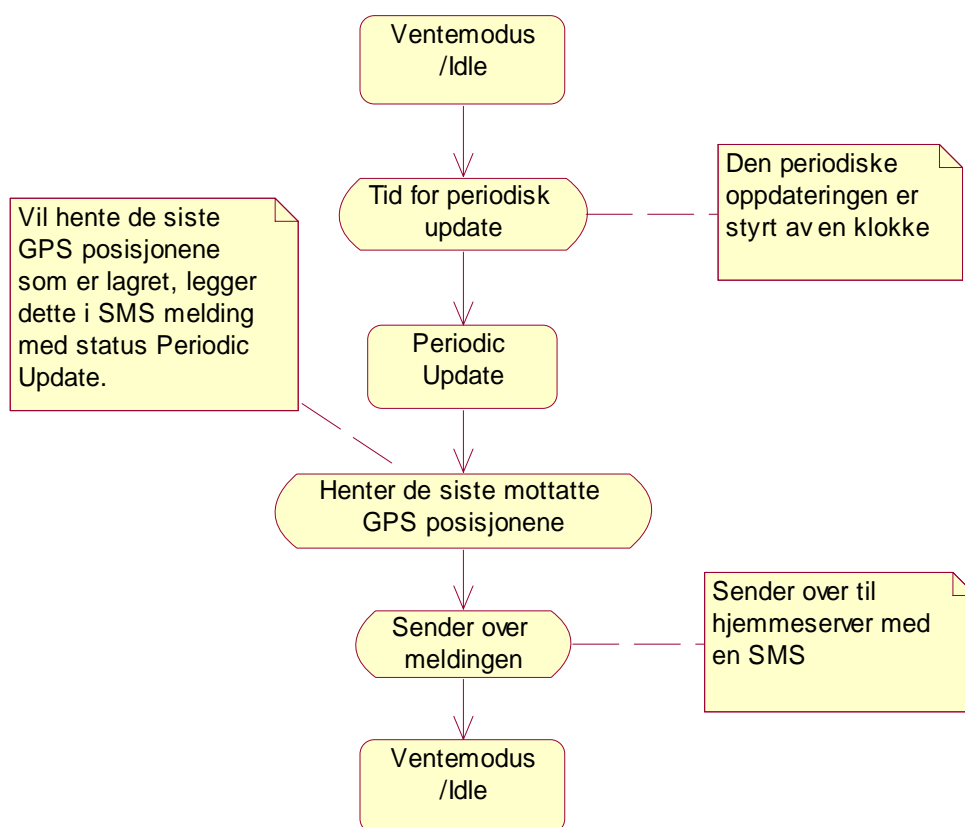 Ventemodus
/Idle
Tid for periodisk
update
Den periodiske
oppdateringen er
styrt av en klokke
Vil hente de siste
GPS posisjonene
som er lagret, legger
dette i SMS melding
med status Periodic
Update.
Periodic
Update
Henter de siste mottatte
GPS posisjonene
Sender over
meldingen
Sender over til
hjemmeserver med
en SMS
Ventemodus
/Idle